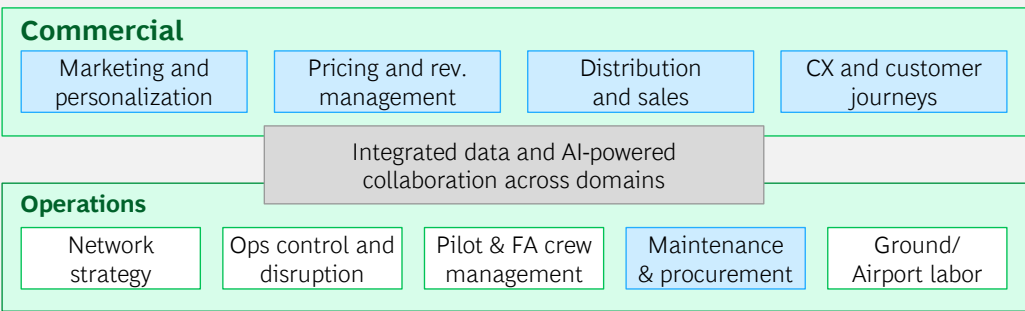 Commercial
Marketing and
personalization
Pricing and rev.
management
Distribution
and sales
CX and customer
journeys
Integrated data and AI-powered
collaboration across domains
Operations
Network
strategy
Ops control and
disruption
Pilot & FA crew
management
Maintenance
& procurement
Ground/
Airport labor